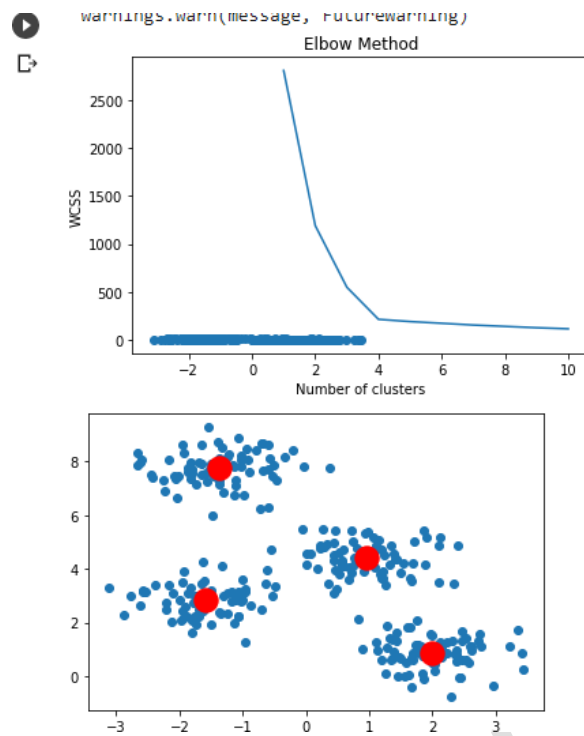 warnings.warn(message, FutureWarning)
Elbow Method
2500
2000
1500
1000
500
0
WCSS
−2 0 2 4 6 8 10
Number of clusters
8
6
4
2
0
−3 −2 −1 0 1 2 3